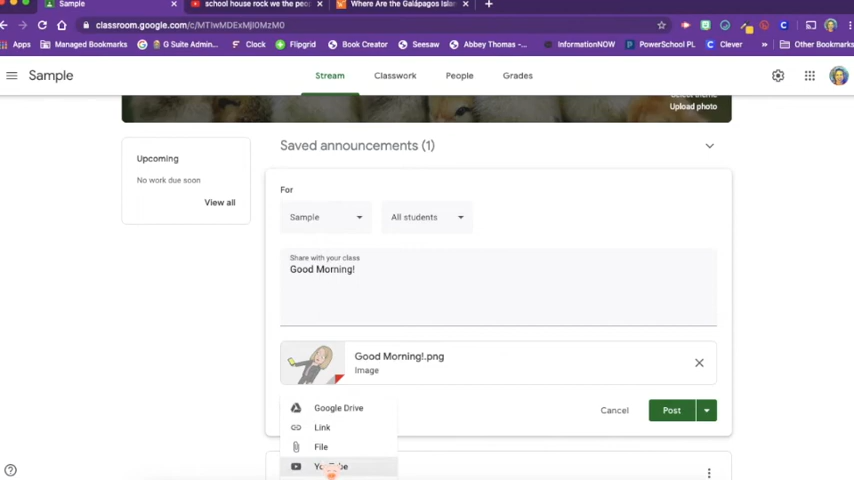 Sample
school house rock we the peo
Where Are the Galápagos Islan
classroom.google.com/c/MTIwMDExMjI0MzM0
Apps
Managed Bookmarks
G Suite Admin...
Clock
Flipgrid
Book Creator
Seesaw
Abbey Thomas -...
InformationNOW
PowerSchool PL
Clever
»
Other Bookmarks
Sample
Stream
Classwork
People
Grades
Select theme
Upload photo
Saved announcements (1)
Upcoming
No work due soon
View all
For
Sample
All students
Share with your class
Good Morning!
Good Morning!.png
Image
Google Drive
Link
File
YouTube
Cancel
Post